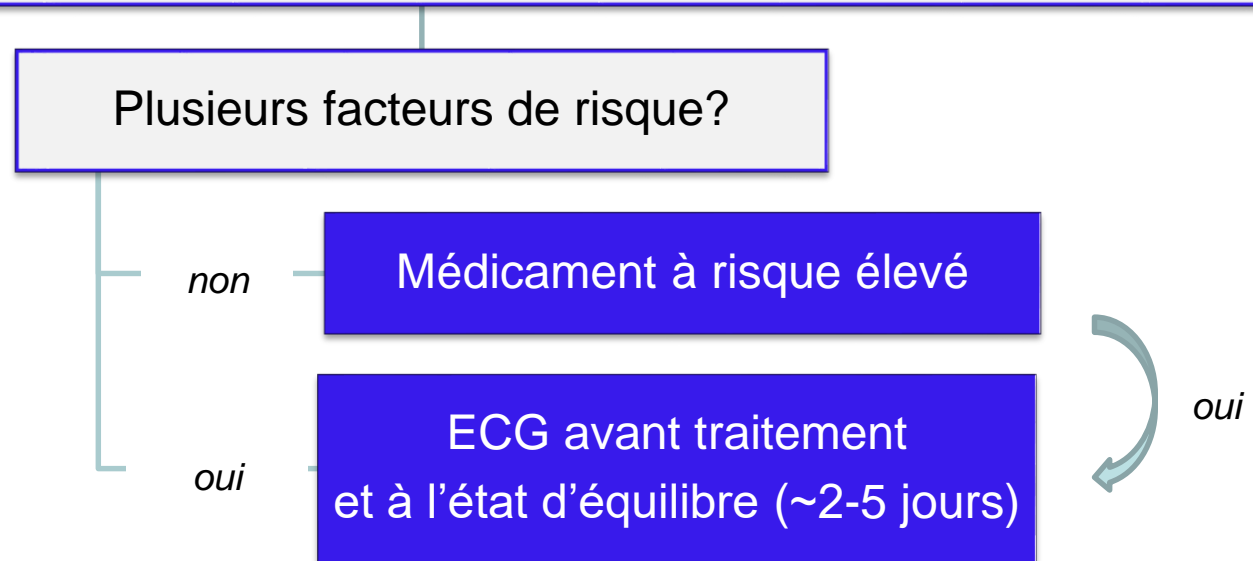 Plusieurs facteurs de risque?
non
Médicament à risque élevé
oui
ECG avant traitement
et à l'état d'équilibre (~2-5 jours)
oui